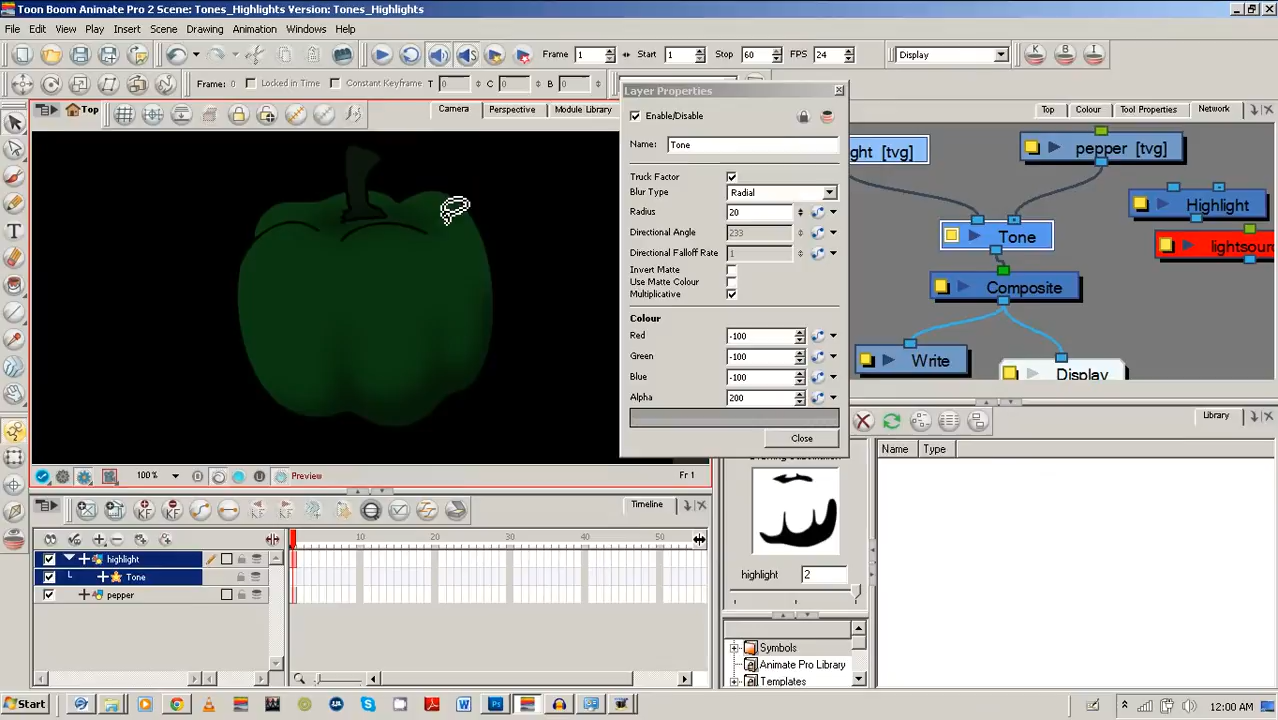 Toon Boom Animate Pro 2 Scene: Tones_Highlights Version: Tones_Highlights
File Edit View Play Insert Scene Drawing Animation Windows Help
Frame 1 Start 1 Stop 60 FPS 24 Display
K B I
Frame: 1 Locked in Time Constant Keyframe T 0 C 0 B 0
Top Camera Perspective Module Library
Layer Properties
Enable/Disable
Name: Tone
Truck Factor
Blur Type Radial
Radius 20
Directional Angle 233
Directional Falloff Rate 1
Invert Matte
Use Matte Colour
Multiplicative
Colour
Red -100
Green -100
Blue -100
Alpha 200
Close
Top Colour Tool Properties Network
ght [tvg] pepper [tvg]
Highlight
Tone lightsour
Composite
Write Display
100% Preview Fr 1
Timeline
10 20 30 40 50
highlight
Tone
pepper
highlight 2
Symbols
Animate Pro Library
Templates
Library
Name Type
Start 12:00 AM